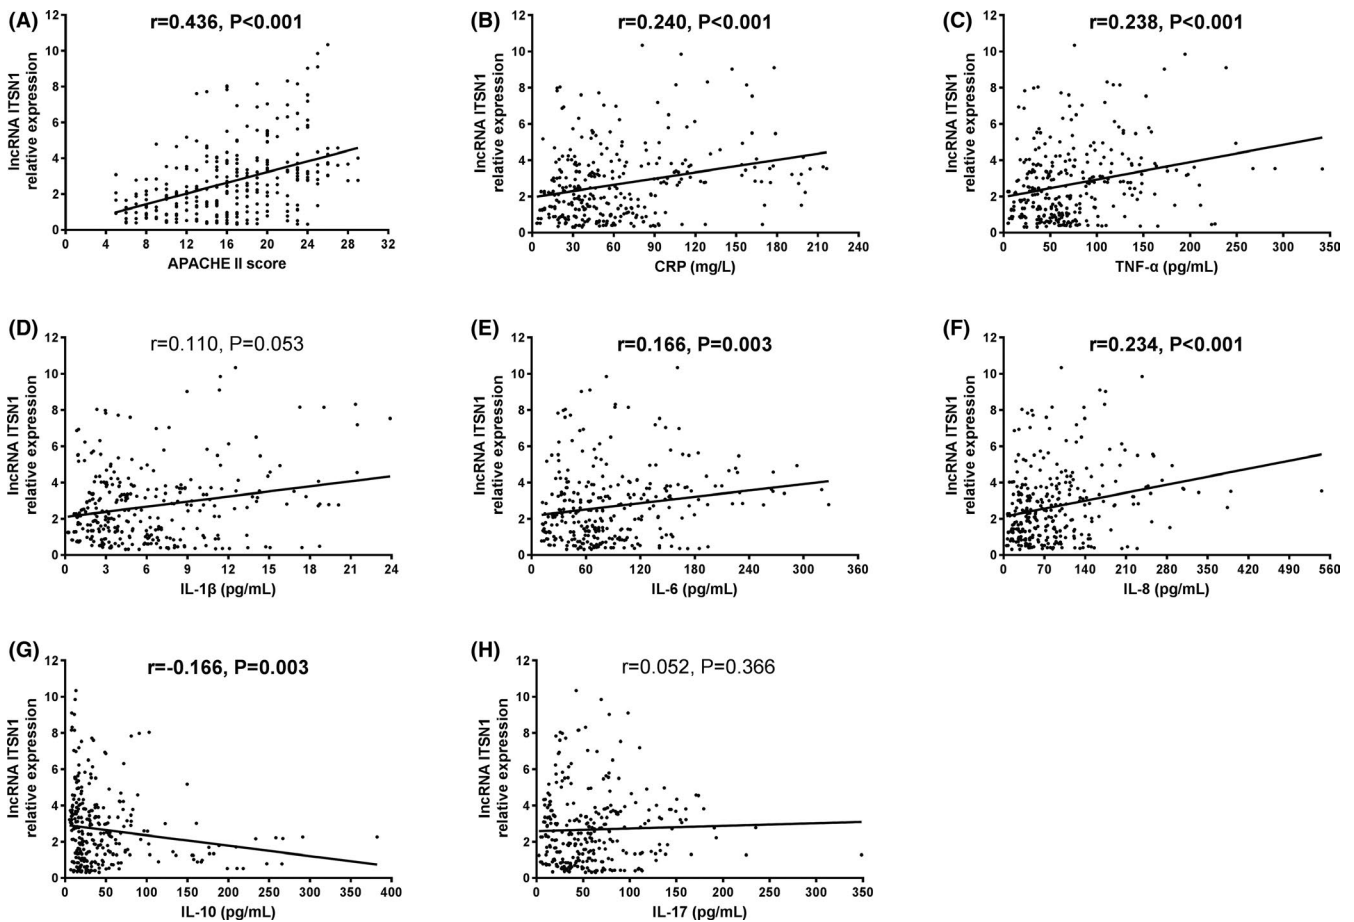 (A)
r=0.436, P<0.001
lncRNA ITSN1
relative expression
12
10
8
6
4
2
0
0 4 8 12 16 20 24 28 32
APACHE II score
(B)
r=0.240, P<0.001
lncRNA ITSN1
relative expression
12
10
8
6
4
2
0
0 30 60 90 120 150 180 210 240
CRP (mg/L)
(C)
r=0.238, P<0.001
lncRNA ITSN1
relative expression
12
10
8
6
4
2
0
0 50 100 150 200 250 300 350
TNF-α (pg/mL)
(D)
r=0.110, P=0.053
lncRNA ITSN1
relative expression
12
10
8
6
4
2
0
0 3 6 9 12 15 18 21 24
IL-1β (pg/mL)
(E)
r=0.166, P=0.003
lncRNA ITSN1
relative expression
12
10
8
6
4
2
0
0 60 120 180 240 300 360
IL-6 (pg/mL)
(F)
r=0.234, P<0.001
lncRNA ITSN1
relative expression
12
10
8
6
4
2
0
0 70 140 210 280 350 420 490 560
IL-8 (pg/mL)
(G)
r=-0.166, P=0.003
lncRNA ITSN1
relative expression
12
10
8
6
4
2
0
0 50 100 150 200 250 300 350 400
IL-10 (pg/mL)
(H)
r=0.052, P=0.366
lncRNA ITSN1
relative expression
12
10
8
6
4
2
0
0 50 100 150 200 250 300 350
IL-17 (pg/mL)